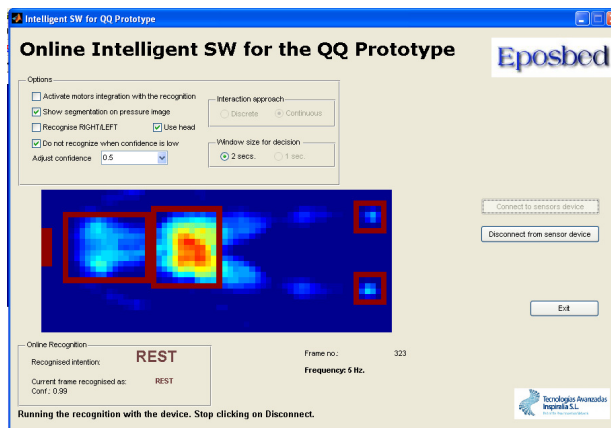 Intelligent SW for QQ Prototype
Online Intelligent SW for the QQ Prototype
Eposbed
Options
Activate motors integration with the recognition
Show segmentation on pressure image
Recognise RIGHT/LEFT
Use head
Do not recognize when confidence is low
Adjust confidence
0.5
Interaction approach
Discrete
Continuous
Window size for decision
2 secs.
1 sec.
Connect to sensors device
Disconnect from sensor device
Exit
Online Recognition
Recognised intention:
REST
Current frame recognised as:
REST
Conf.: 0.99
Frame no.:
323
Frequency: 5 Hz.
Tecnologías Avanzadas
Inspiralia S.L.
Running the recognition with the device. Stop clicking on Disconnect.